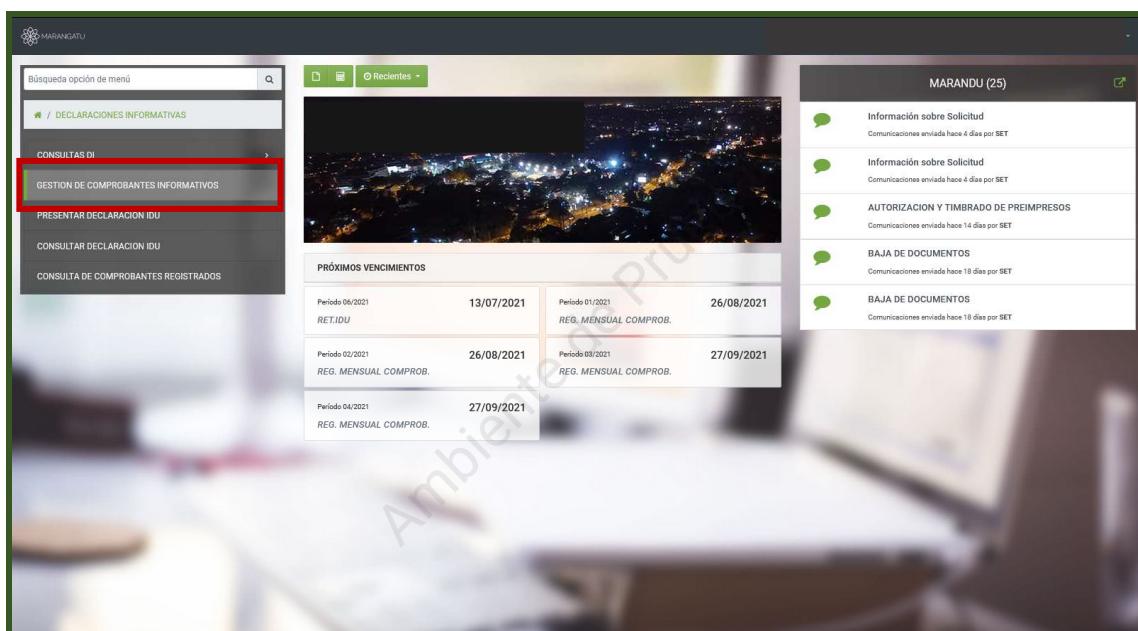 MARANGATU
Búsqueda opción de menú
/ DECLARACIONES INFORMATIVAS
CONSULTAS DI
GESTION DE COMPROBANTES INFORMATIVOS
PRESENTAR DECLARACION IDU
CONSULTAR DECLARACION IDU
CONSULTA DE COMPROBANTES REGISTRADOS
Recientes
PRÓXIMOS VENCIMIENTOS
Periodo 06/2021 13/07/2021
RET.IDU
Periodo 01/2021 26/08/2021
REG. MENSUAL COMPROB.
Periodo 02/2021 26/08/2021
REG. MENSUAL COMPROB.
Periodo 03/2021 27/09/2021
REG. MENSUAL COMPROB.
Periodo 04/2021 27/09/2021
REG. MENSUAL COMPROB.
MARANDU (25)
Información sobre Solicitud
Comunicaciones enviada hace 4 días por SET
Información sobre Solicitud
Comunicaciones enviada hace 4 días por SET
AUTORIZACION Y TIMBRADO DE PREIMPRESOS
Comunicaciones enviada hace 14 días por SET
BAJA DE DOCUMENTOS
Comunicaciones enviada hace 18 días por SET
BAJA DE DOCUMENTOS
Comunicaciones enviada hace 18 días por SET
Ambiente de Pru